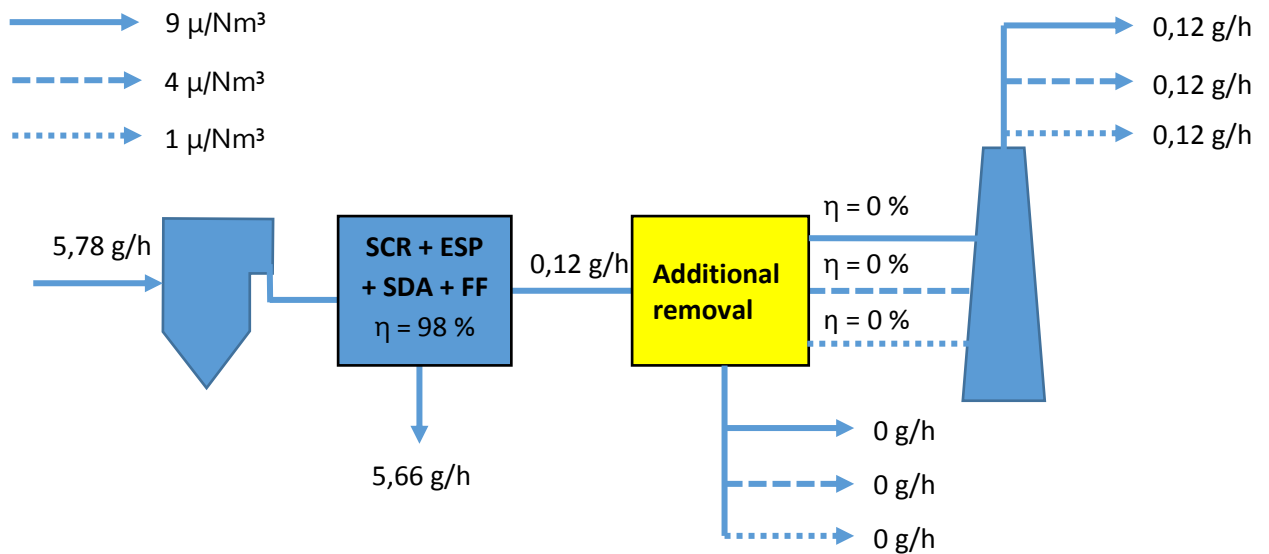 9 µ/Nm³
4 µ/Nm³
1 µ/Nm³
0,12 g/h
0,12 g/h
0,12 g/h
5,78 g/h
SCR + ESP
+ SDA + FF
η = 98 %
5,66 g/h
0,12 g/h
Additional
removal
η = 0 %
η = 0 %
η = 0 %
0 g/h
0 g/h
0 g/h